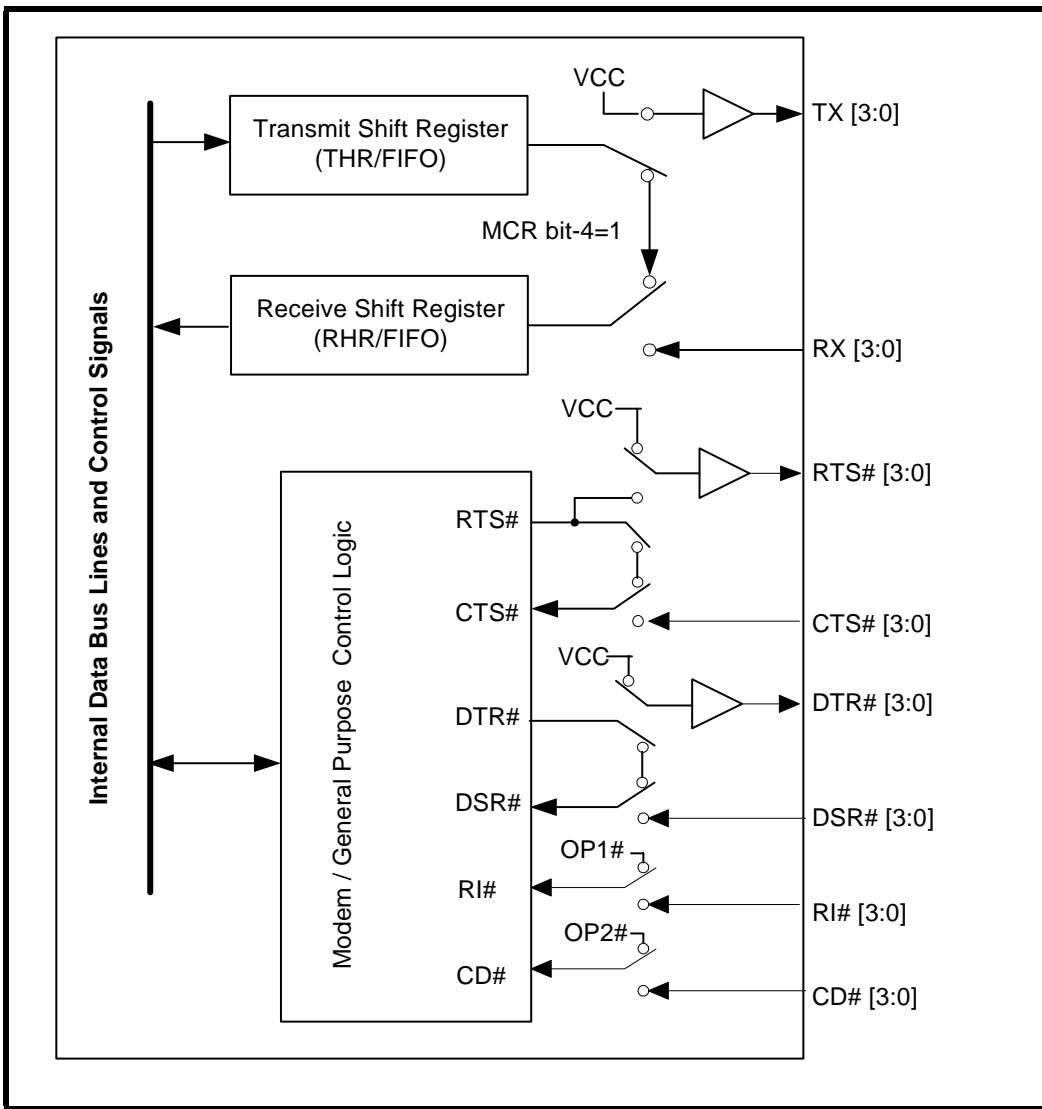 VCC
TX [3:0]
Transmit Shift Register
(THR/FIFO)
MCR bit-4=1
Receive Shift Register
(RHR/FIFO)
RX [3:0]
Internal Data Bus Lines and Control Signals
VCC
RTS# [3:0]
Modem / General Purpose Control Logic
RTS#
CTS#
CTS# [3:0]
VCC
DTR# [3:0]
DTR#
DSR#
DSR# [3:0]
OP1#
RI#
RI# [3:0]
OP2#
CD#
CD# [3:0]